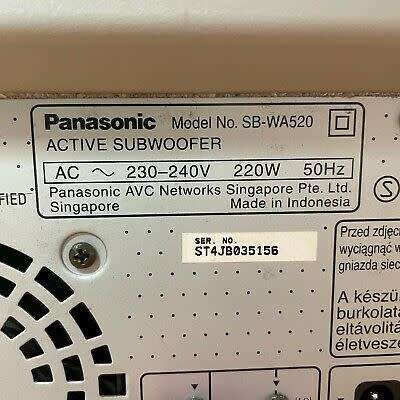 Panasonic Model No. SB-WA520
ACTIVE SUBWOOFER
AC ~ 230–240V 220W 50Hz
Panasonic AVC Networks Singapore Pte. Ltd.
Singapore Made in Indonesia
FIED
S
SER. NO.
ST4JB035156
Przed zdjęc
wyciągnąć w
gniazda siec
A készü
burkolata
eltávolít
életvesze